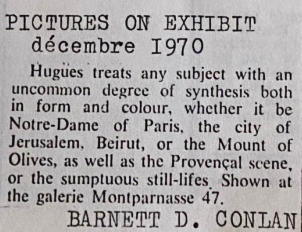 PICTURES ON EXHIBIT
décembre 1970
Hugües treats any subject with an
uncommon degree of synthesis both
in form and colour, whether it be
Notre-Dame of Paris, the city of
Jerusalem, Beirut, or the Mount of
Olives, as well as the Provençal scene,
or the sumptuous still-lifes. Shown at
the galerie Montparnasse 47.
BARNETT D. CONLAN